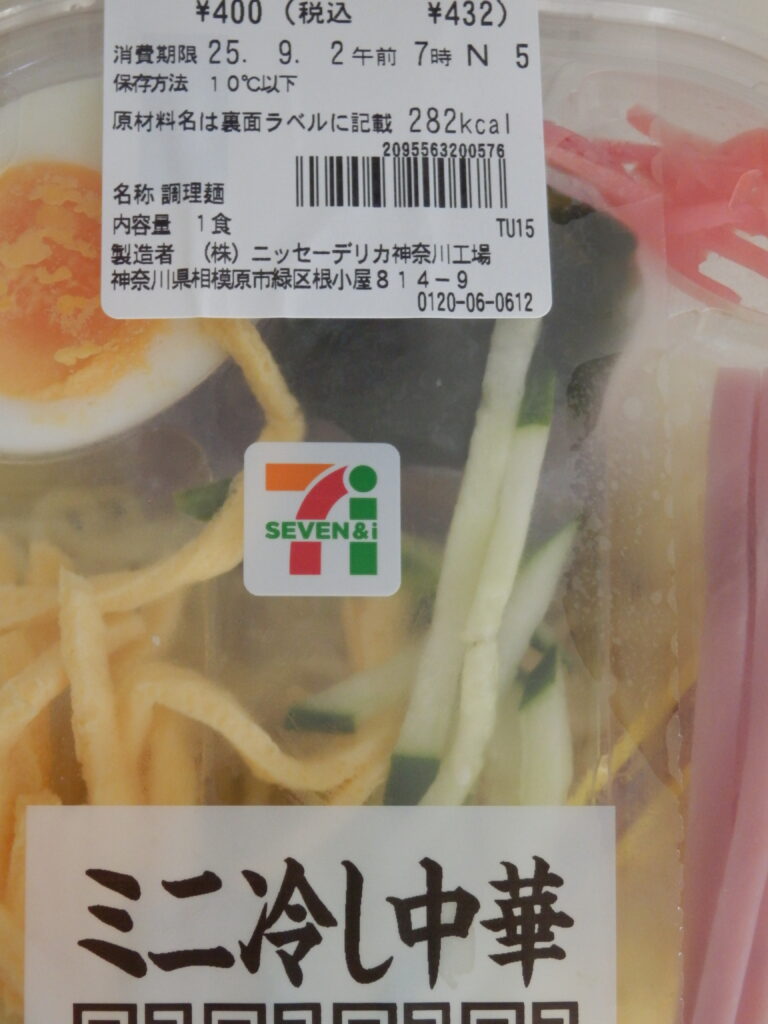 ¥400 (税込 ¥432)
消費期限 25. 9. 2午前 7時 N 5
保存方法 10℃以下
原材料名は裏面ラベルに記載 282kcal
2095563200576
名称 調理麺
内容量 1食 TU15
製造者 (株)ニッセーデリカ神奈川工場
神奈川県相模原市緑区根小屋814-9
0120-06-0612
SEVEN&i
ミニ冷し中華